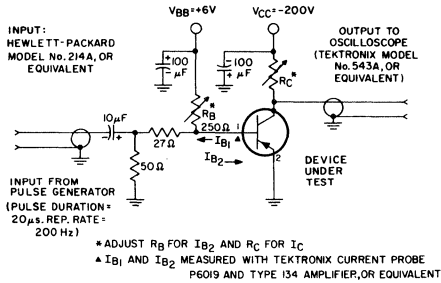 INPUT:
HEWLETT-PACKARD
MODEL No. 214A, OR
EQUIVALENT
VBB=+6V
VCC=-200V
OUTPUT TO
OSCILLOSCOPE
(TEKTRONIX MODEL
No. 543A, OR
EQUIVALENT)
+ 100
- μF
- 100
+ μF
RC*
*
RB
10μF
- +
250Ω
1
27Ω
IB1 ▲
50Ω
IB2
2
DEVICE
UNDER
TEST
INPUT FROM
PULSE GENERATOR
(PULSE DURATION=
20μs. REP. RATE=
200 Hz)
* ADJUST RB FOR IB2 AND RC FOR IC
▲ IB1 AND IB2 MEASURED WITH TEKTRONIX CURRENT PROBE
P6019 AND TYPE 134 AMPLIFIER, OR EQUIVALENT